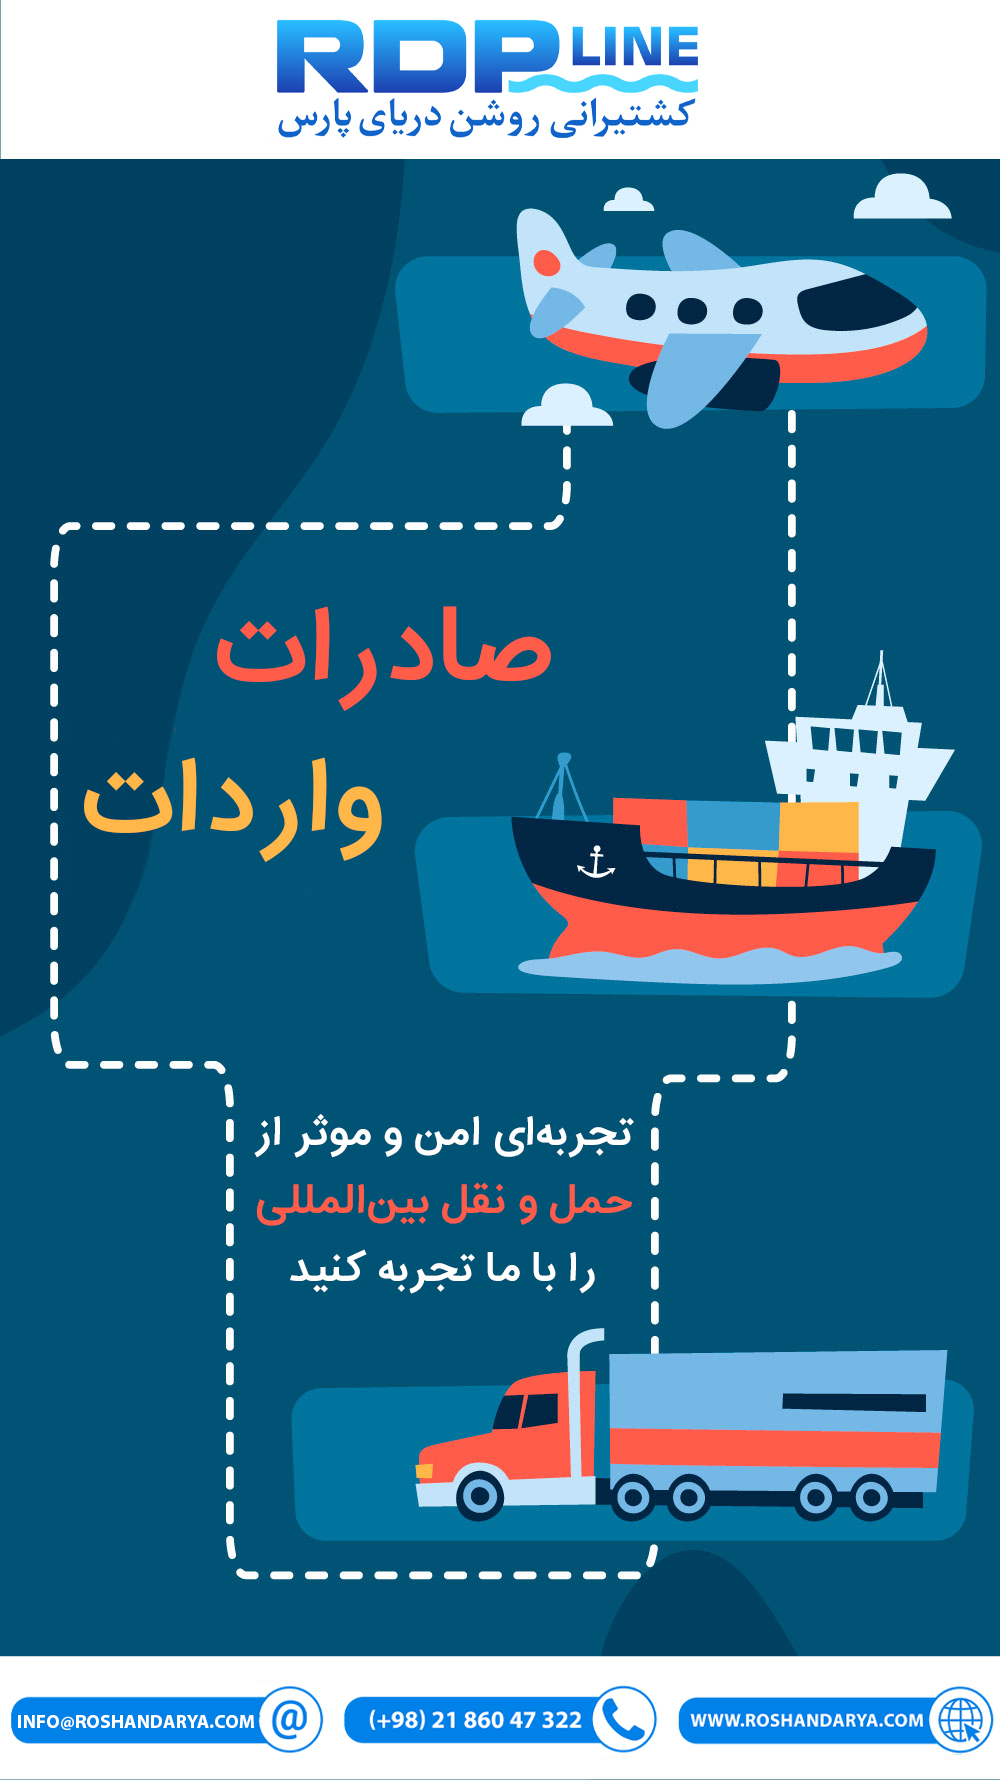 RDP LINE
کشتیرانی روشن دریای پارس
صادرات
واردات
تجربه‌ای امن و موثر از
حمل و نقل بین‌المللی
را با ما تجربه کنید
INFO@ROSHANDARYA.COM
(+98) 21 860 47 322
WWW.ROSHANDARYA.COM